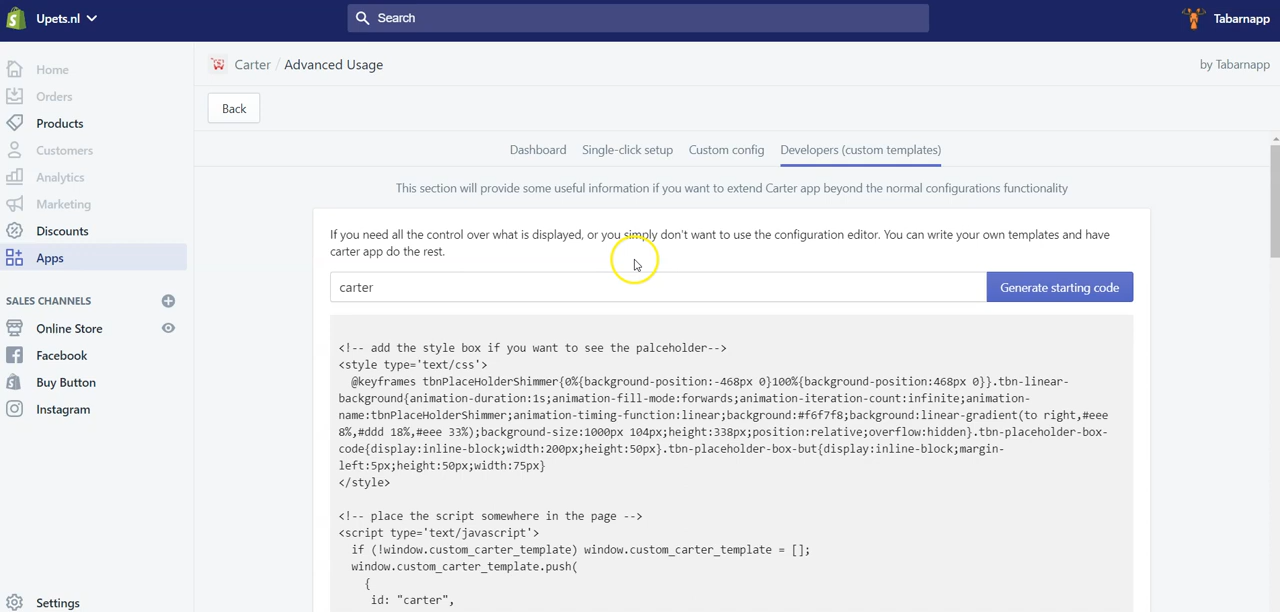 Upets.nl
Search
Tabarnapp
Home
Orders
Products
Customers
Analytics
Marketing
Discounts
Apps
SALES CHANNELS
Online Store
Facebook
Buy Button
Instagram
Settings
Carter / Advanced Usage
by Tabarnapp
Back
Dashboard Single-click setup Custom config Developers (custom templates)
This section will provide some useful information if you want to extend Carter app beyond the normal configurations functionality
If you need all the control over what is displayed, or you simply don't want to use the configuration editor. You can write your own templates and have
carter app do the rest.
carter
Generate starting code
<!-- add the style box if you want to see the palceholder-->
<style type='text/css'>
@keyframes tbnPlaceHolderShimmer{0%{background-position:-468px 0}100%{background-position:468px 0}}.tbn-linear-
background{animation-duration:1s;animation-fill-mode:forwards;animation-iteration-count:infinite;animation-
name:tbnPlaceHolderShimmer;animation-timing-function:linear;background:#f6f7f8;background:linear-gradient(to right,#eee
8%,#ddd 18%,#eee 33%);background-size:1000px 104px;height:338px;position:relative;overflow:hidden}.tbn-placeholder-box-
code{display:inline-block;width:200px;height:50px}.tbn-placeholder-box-but{display:inline-block;margin-
left:5px;height:50px;width:75px}
</style>
<!-- place the script somewhere in the page -->
<script type='text/javascript'>
if (!window.custom_carter_template) window.custom_carter_template = [];
window.custom_carter_template.push(
{
id: "carter",